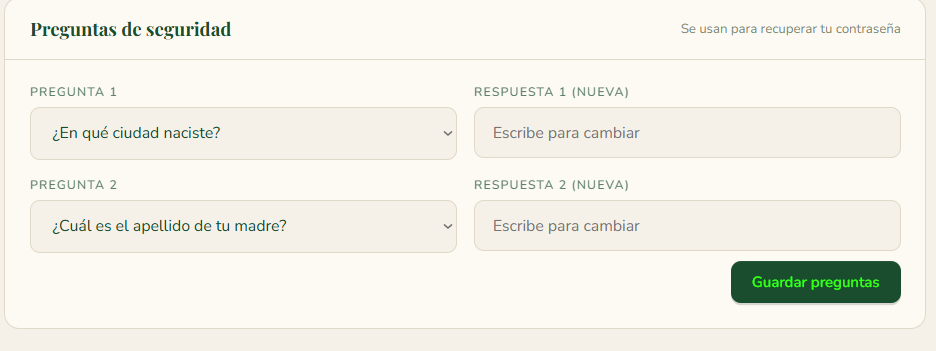 Preguntas de seguridad
Se usan para recuperar tu contraseña
PREGUNTA 1
RESPUESTA 1 (NUEVA)
¿En qué ciudad naciste?
Escribe para cambiar
PREGUNTA 2
RESPUESTA 2 (NUEVA)
¿Cuál es el apellido de tu madre?
Escribe para cambiar
Guardar preguntas